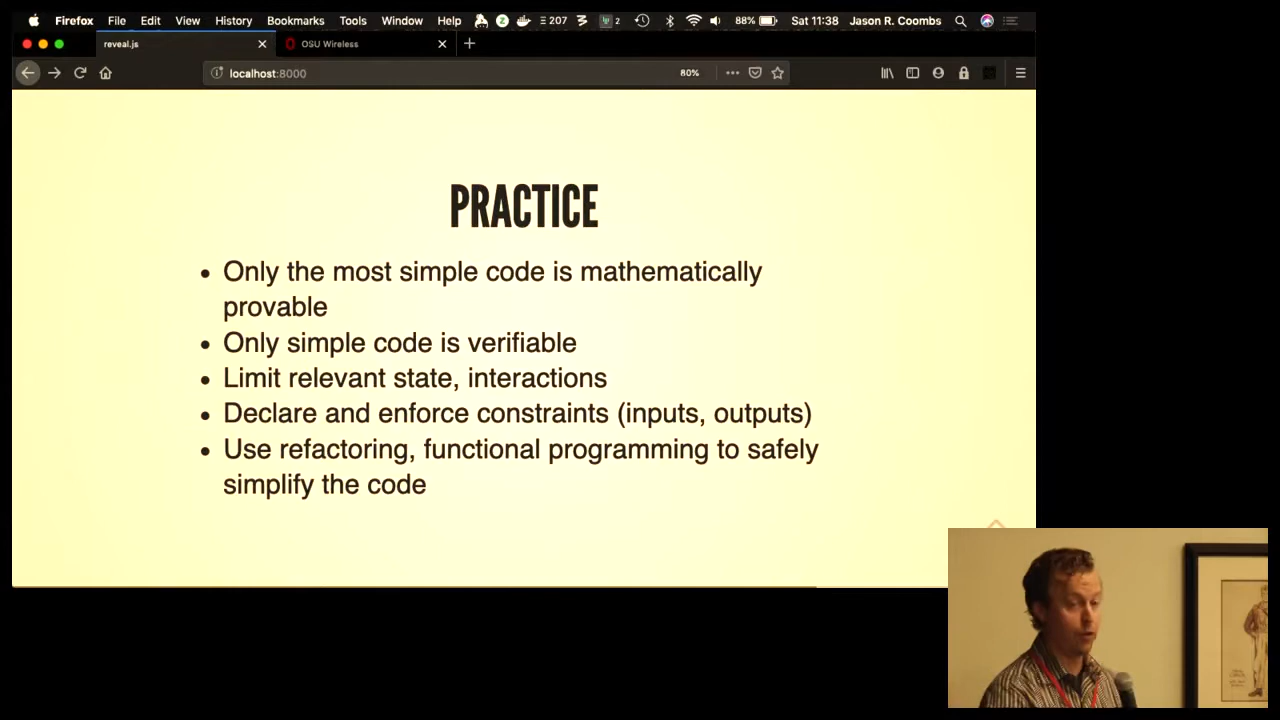 Firefox File Edit View History Bookmarks Tools Window Help 207 2 88% Sat 11:38 Jason R. Coombs
reveal.js OSU Wireless
localhost:8000 80%
PRACTICE
• Only the most simple code is mathematically
provable
• Only simple code is verifiable
• Limit relevant state, interactions
• Declare and enforce constraints (inputs, outputs)
• Use refactoring, functional programming to safely
simplify the code